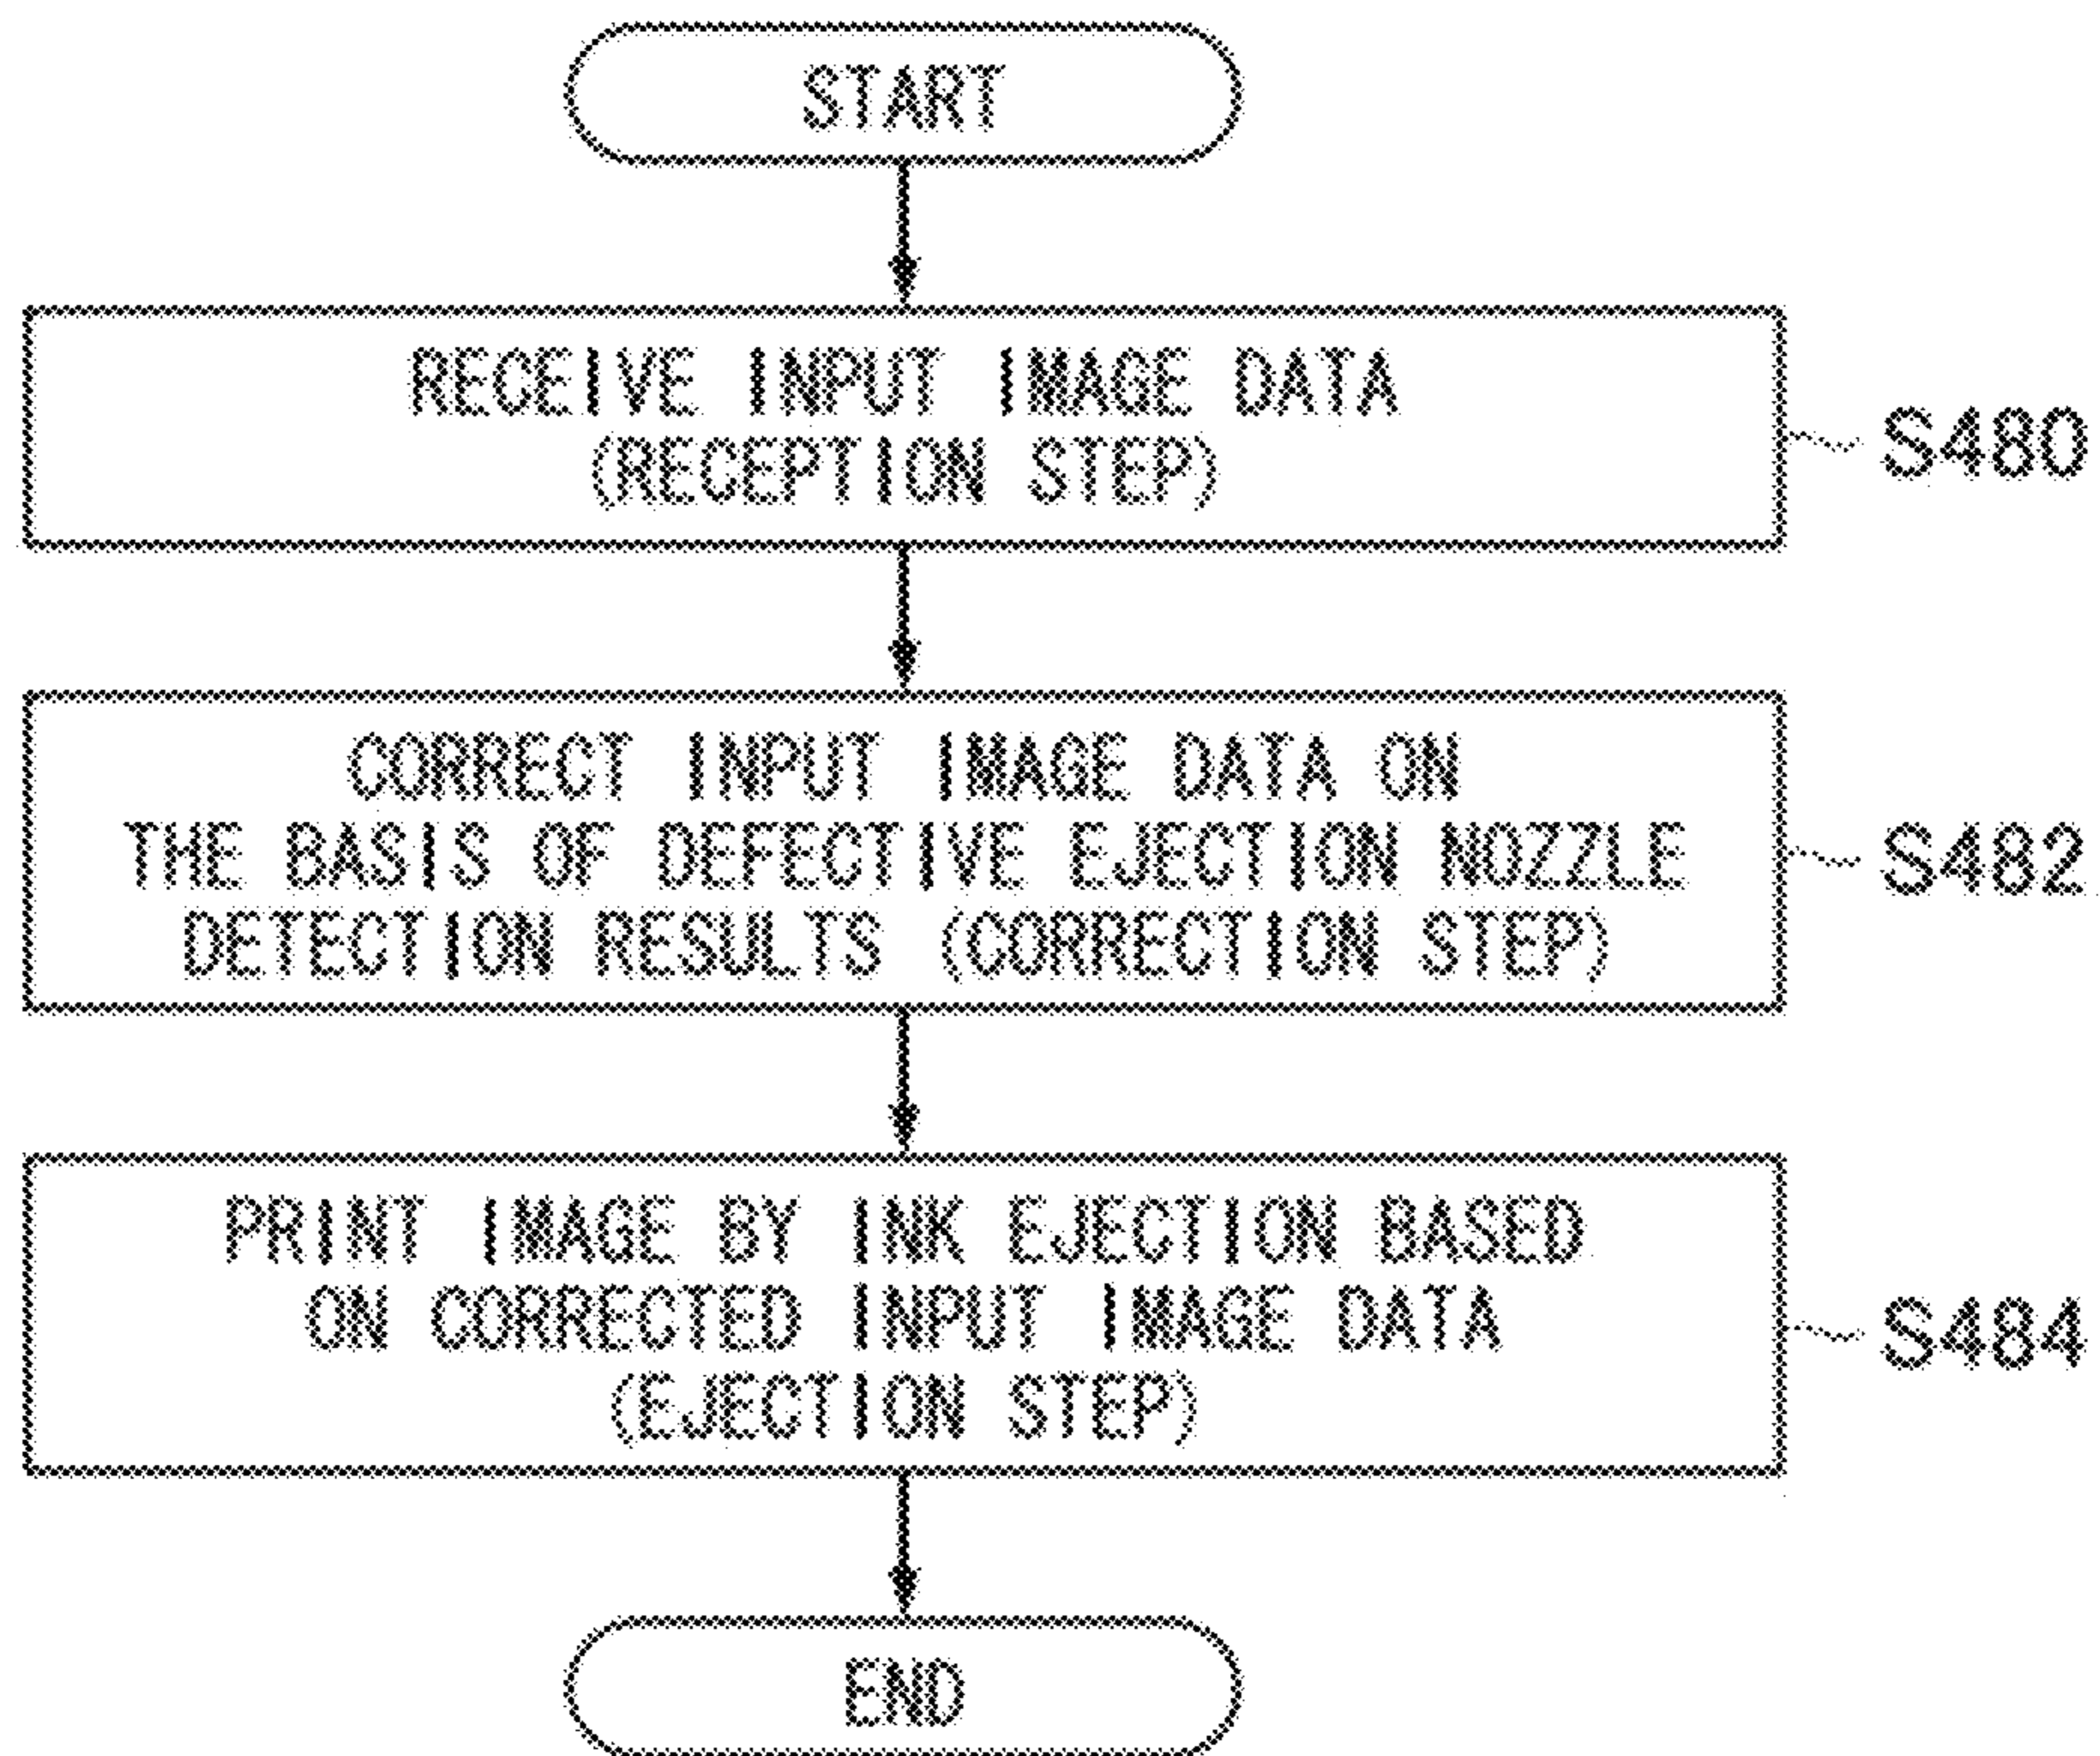 START
RECEIVE INPUT IMAGE DATA
(RECEPTION STEP)
S480
CORRECT INPUT IMAGE DATA ON
THE BASIS OF DEFECTIVE EJECTION NOZZLE
DETECTION RESULTS (CORRECTION STEP)
S482
PRINT IMAGE BY INK EJECTION BASED
ON CORRECTED INPUT IMAGE DATA
(EJECTION STEP)
S484
END